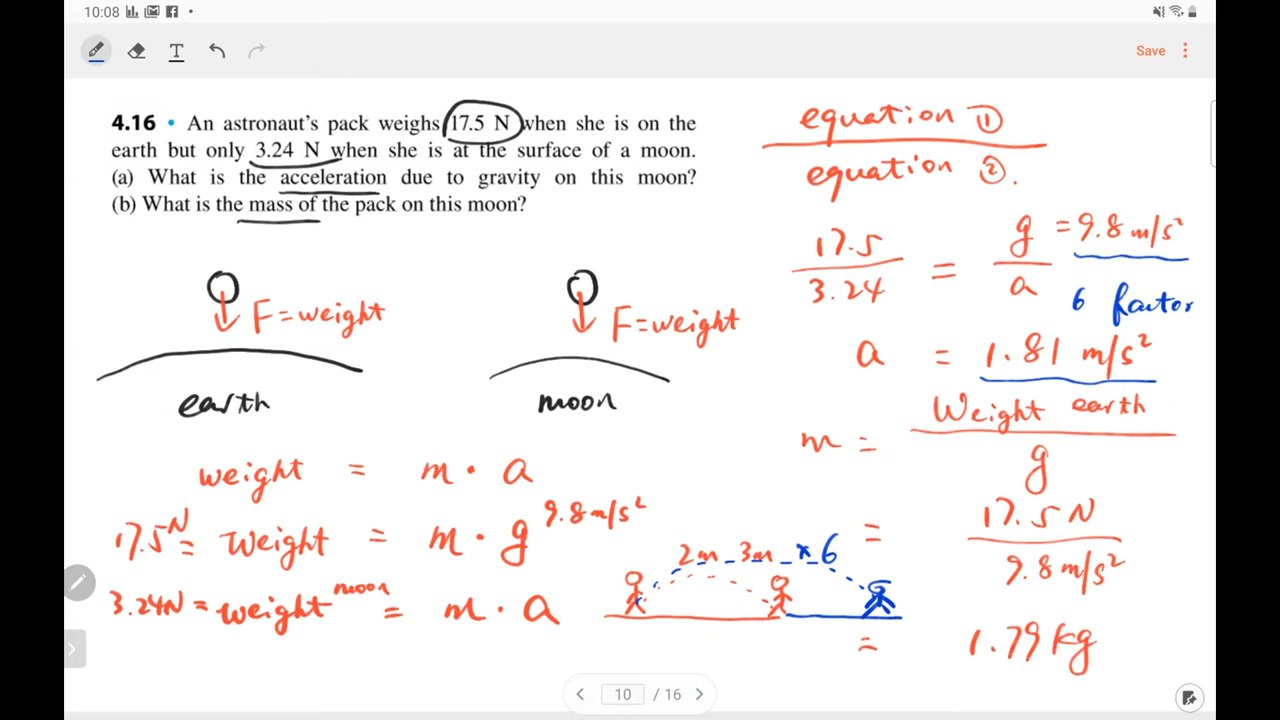 10:08
Save
4.16 • An astronaut's pack weighs 17.5 N when she is on the
earth but only 3.24 N when she is at the surface of a moon.
(a) What is the acceleration due to gravity on this moon?
(b) What is the mass of the pack on this moon?
F = weight
earth
F = weight
moon
weight = m · a
17.5N = Weight = m · g 9.8 m/s²
3.24N = weight moon = m · a
2m 3m × 6
equation ①
equation ②.
17.5 / 3.24 = g / a = 9.8 m/s²
6 factor
a = 1.81 m/s²
m = Weight earth / g
= 17.5 N / 9.8 m/s²
= 1.79 kg
10 / 16